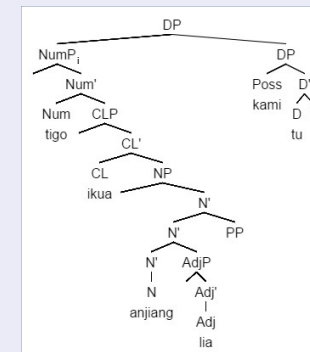 DP
NumPi DP
Num' Poss D'
Num CLP kami D
tigo CL' tu
CL NP
ikua N'
N' PP
N' AdjP
N Adj'
anjiang Adj
lia